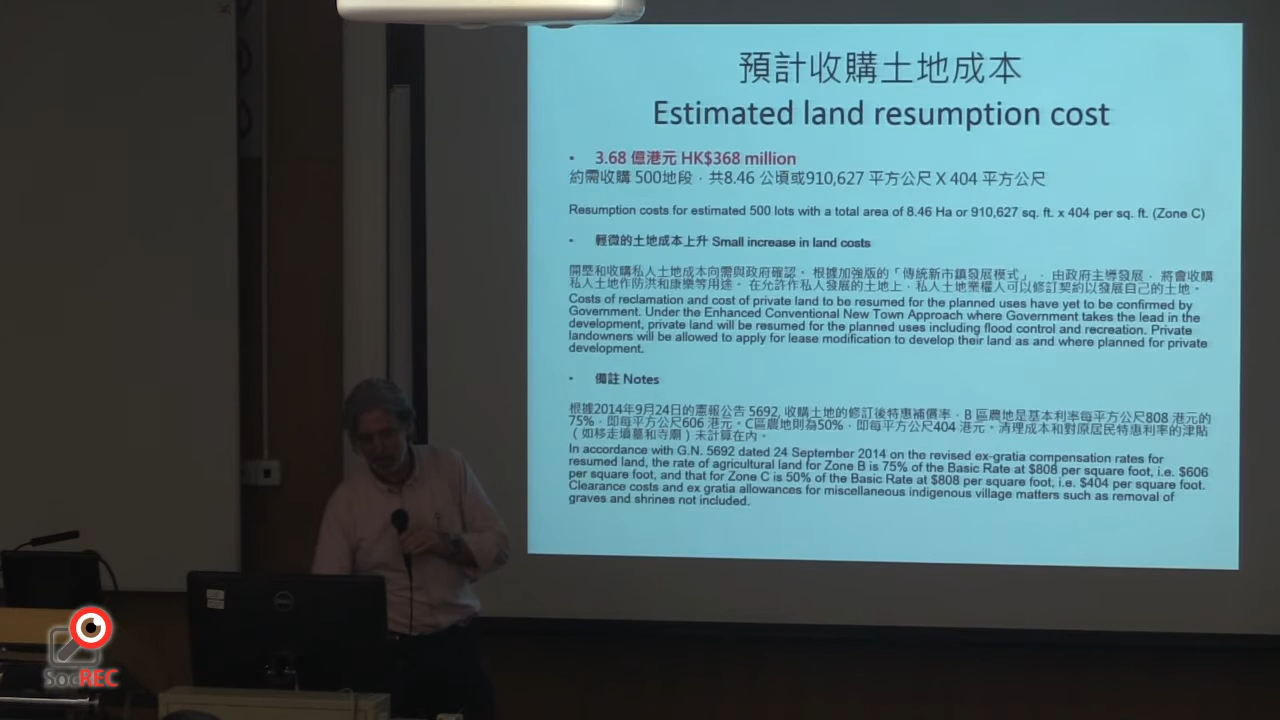 預計收購土地成本
Estimated land resumption cost
• 3.68 億港元 HK$368 million
約需收購 500地段，共8.46 公頃或910,627 平方公尺 X 404 平方公尺
Resumption costs for estimated 500 lots with a total area of 8.46 Ha or 910,627 sq. ft. x 404 per sq. ft. (Zone C)
• 輕微的土地成本上升 Small increase in land costs
開墾和收購私人土地成本向需與政府確認。 根據加強版的「傳統新市鎮發展模式」， 由政府主導發展， 將會收購
私人土地作防洪和康樂等用途。 在允許作私人發展的土地上，私人土地業權人可以修訂契約以發展自己的土地。
Costs of reclamation and cost of private land to be resumed for the planned uses have yet to be confirmed by
Government. Under the Enhanced Conventional New Town Approach where Government takes the lead in the
development, private land will be resumed for the planned uses including flood control and recreation. Private
landowners will be allowed to apply for lease modification to develop their land as and where planned for private
development.
• 備註 Notes
根據2014年9月24日的憲報公告 5692, 收購土地的修訂後特惠補償率，B 區農地是基本利率每平方公尺808 港元的
75%，即每平方公尺606 港元。C區農地則為50%，即每平方公尺404 港元。清理成本和對原居民特惠利率的津貼
（如移走墳墓和寺廟）未計算在內。
In accordance with G.N. 5692 dated 24 September 2014 on the revised ex-gratia compensation rates for
resumed land, the rate of agricultural land for Zone B is 75% of the Basic Rate at $808 per square foot, i.e. $606
per square foot, and that for Zone C is 50% of the Basic Rate at $808 per square foot, i.e. $404 per square foot.
Clearance costs and ex gratia allowances for miscellaneous indigenous village matters such as removal of
graves and shrines not included.
SocREC